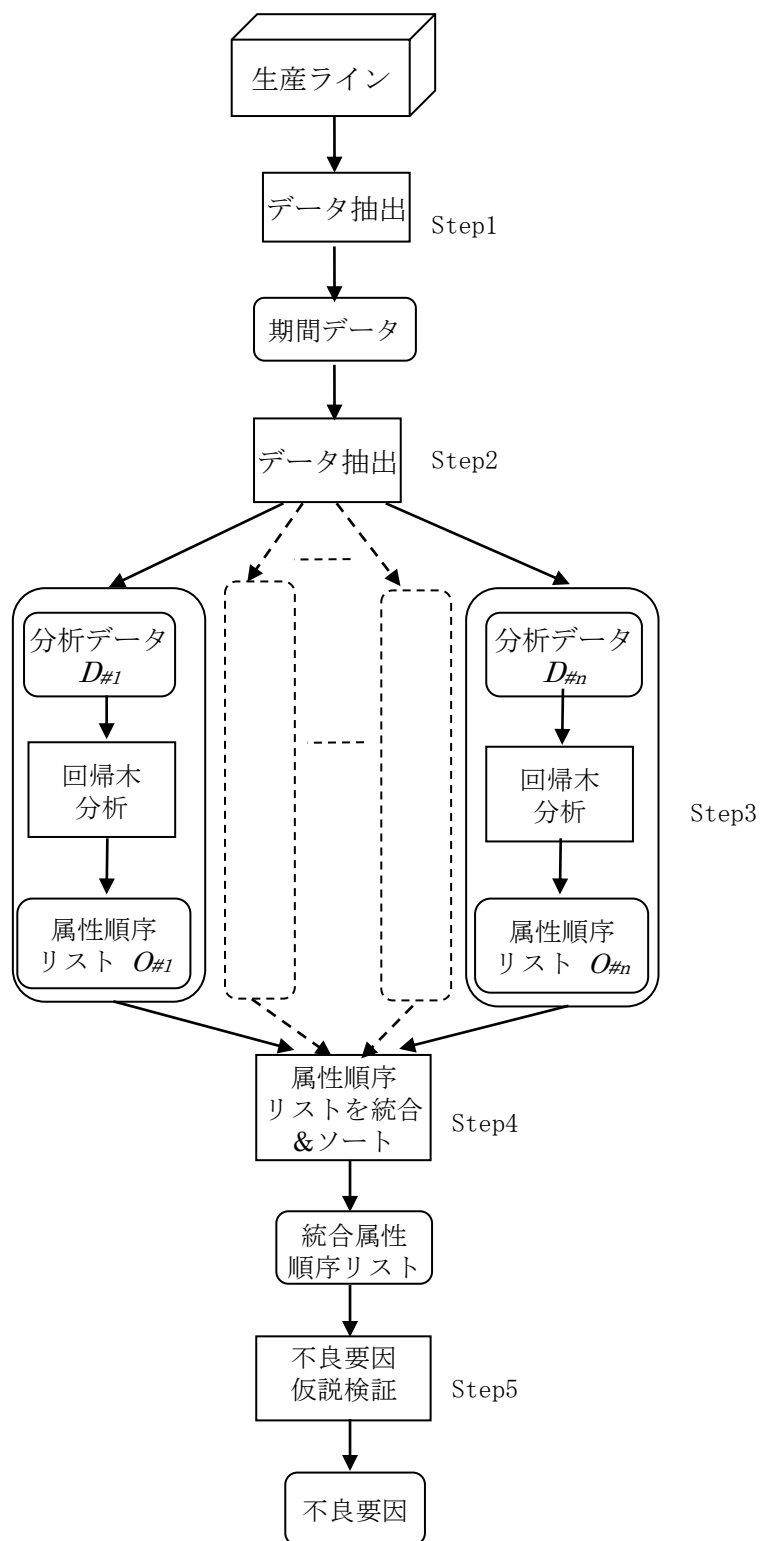 生産ライン
データ抽出
Step1
期間データ
データ抽出
Step2
分析データ
D#1
回帰木
分析
属性順序
リスト O#1
分析データ
D#n
回帰木
分析
Step3
属性順序
リスト O#n
属性順序
リストを統合
&ソート
Step4
統合属性
順序リスト
不良要因
仮説検証
Step5
不良要因